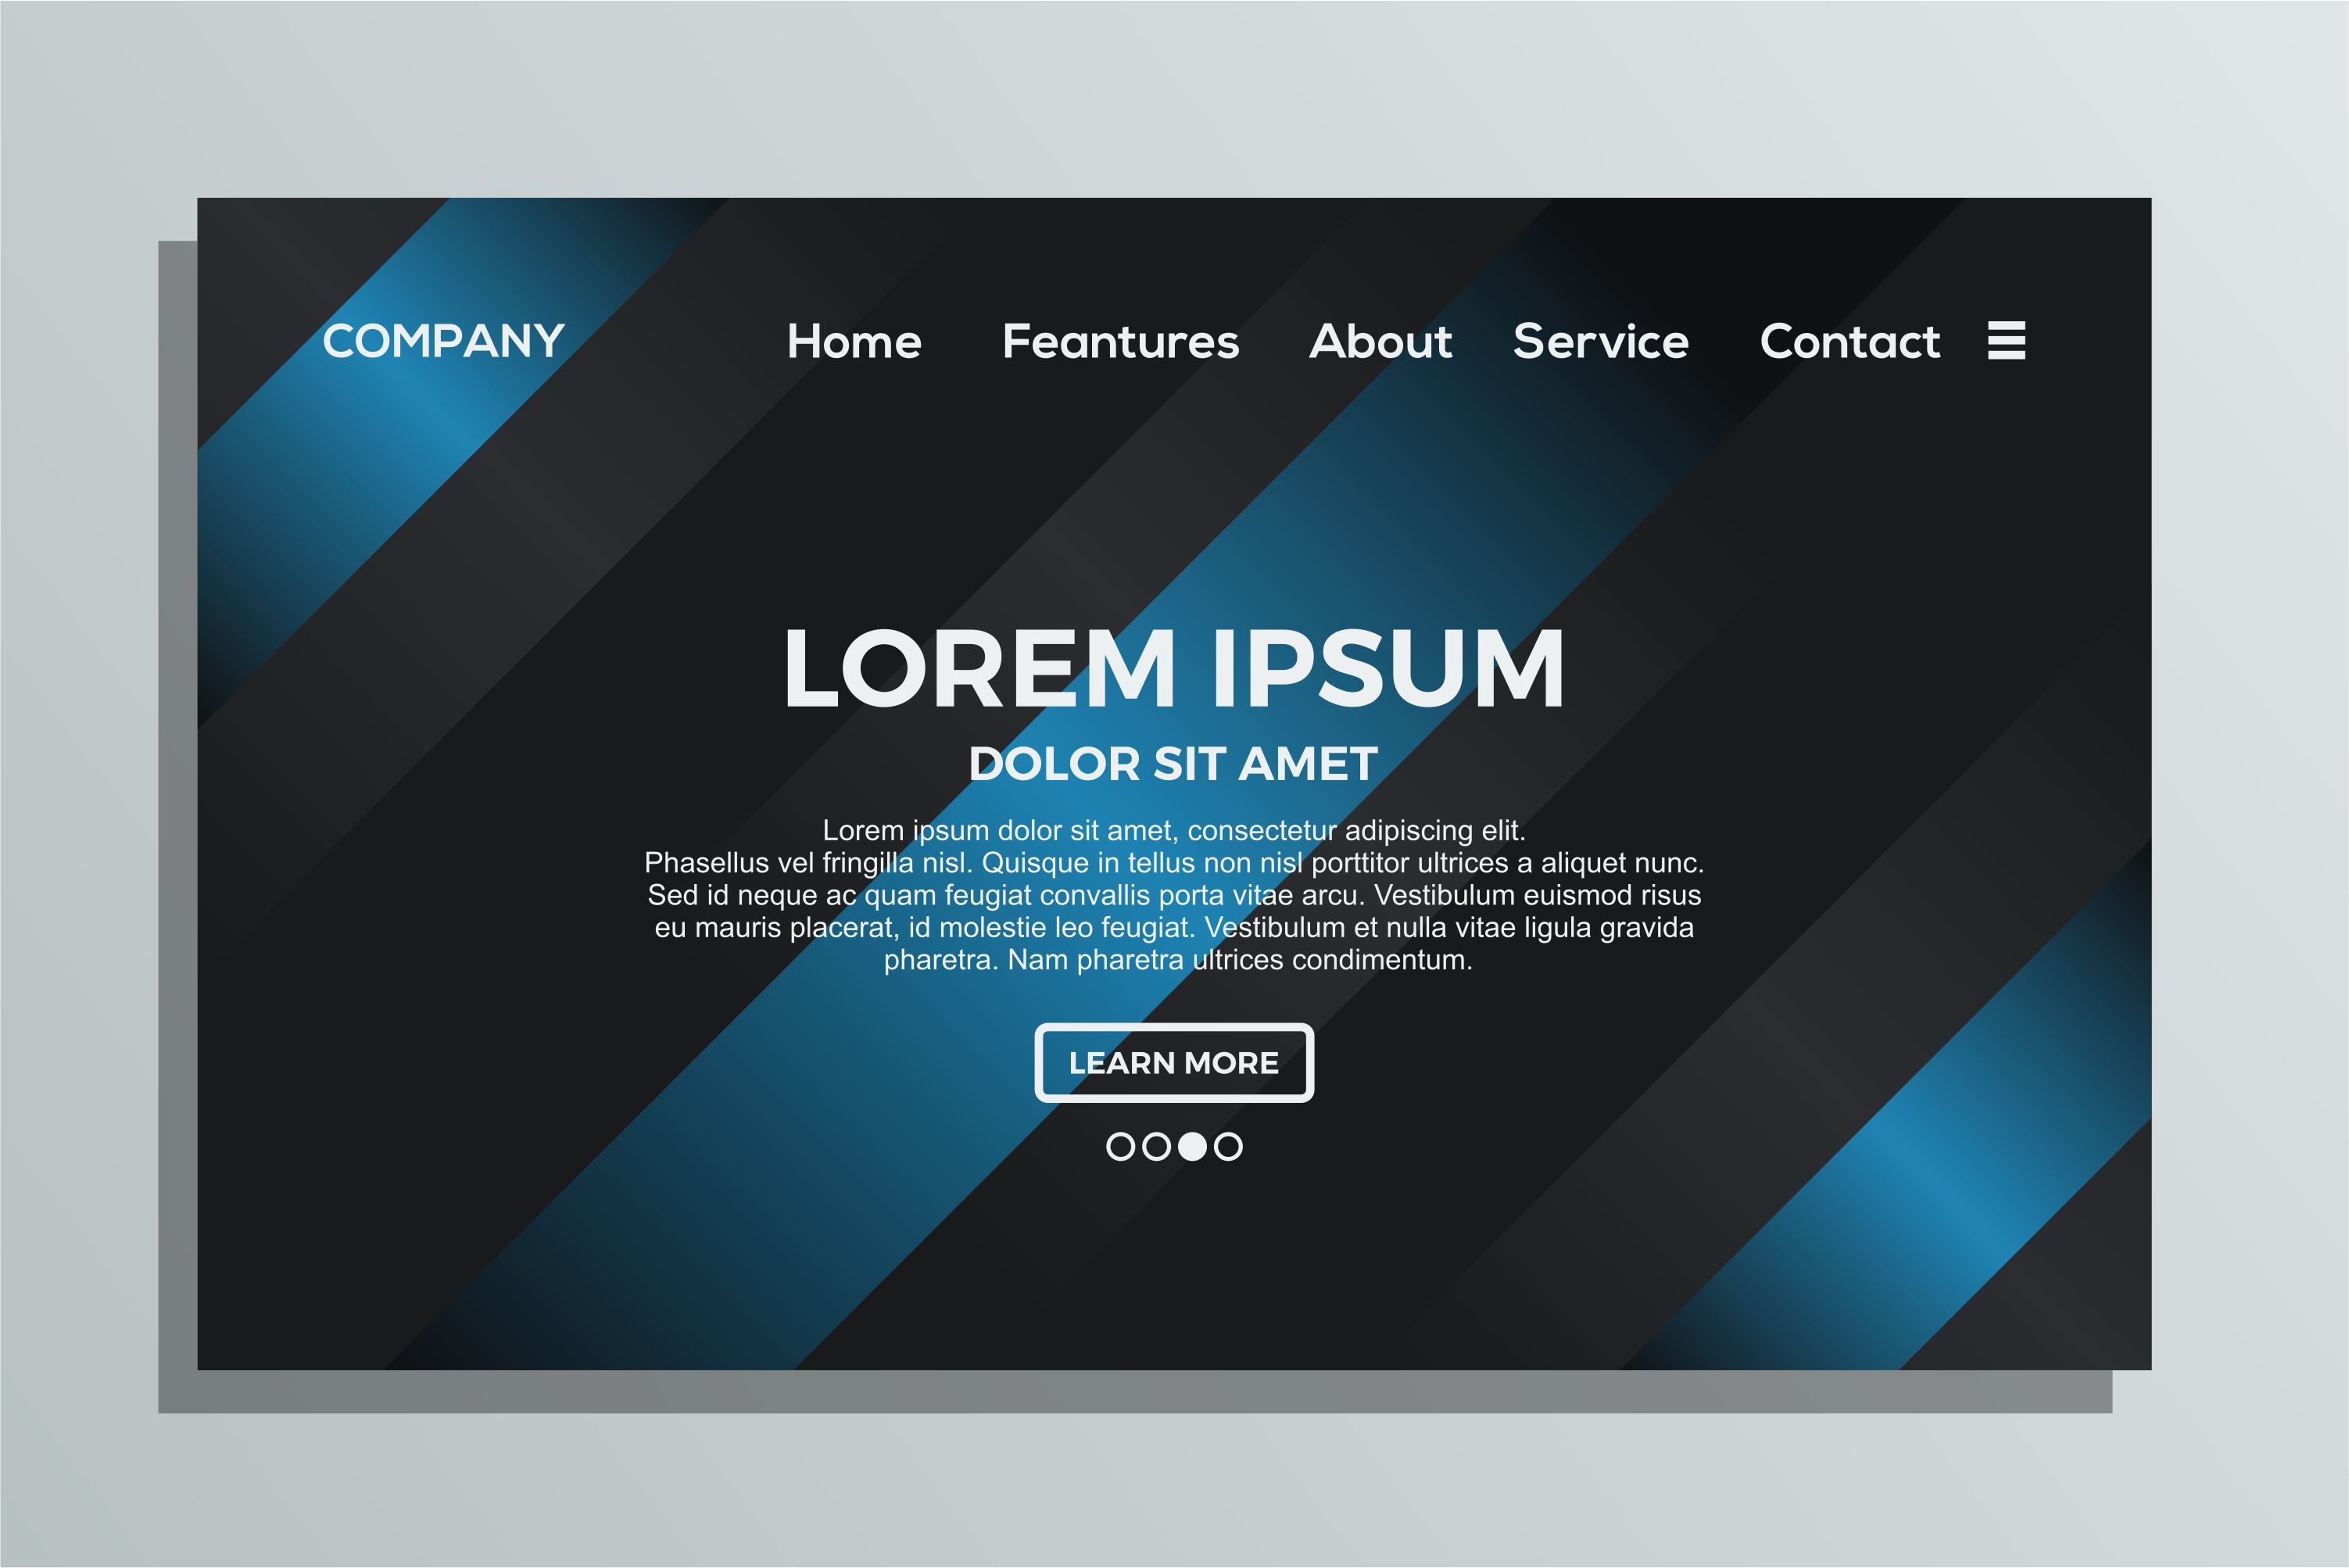 COMPANY Home Feantures About Service Contact
LOREM IPSUM
DOLOR SIT AMET
Lorem ipsum dolor sit amet, consectetur adipiscing elit.
Phasellus vel fringilla nisl. Quisque in tellus non nisl porttitor ultrices a aliquet nunc.
Sed id neque ac quam feugiat convallis porta vitae arcu. Vestibulum euismod risus
eu mauris placerat, id molestie leo feugiat. Vestibulum et nulla vitae ligula gravida
pharetra. Nam pharetra ultrices condimentum.
LEARN MORE